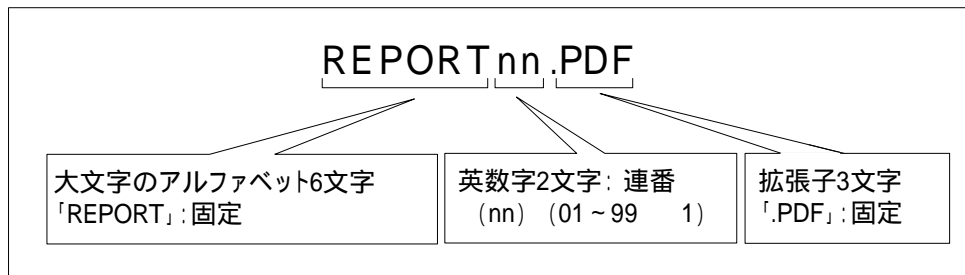 REPORTnn.PDF
大文字のアルファベット6文字
「REPORT」:固定
英数字2文字: 連番
(nn) (01~99 1)
拡張子3文字
「.PDF」:固定